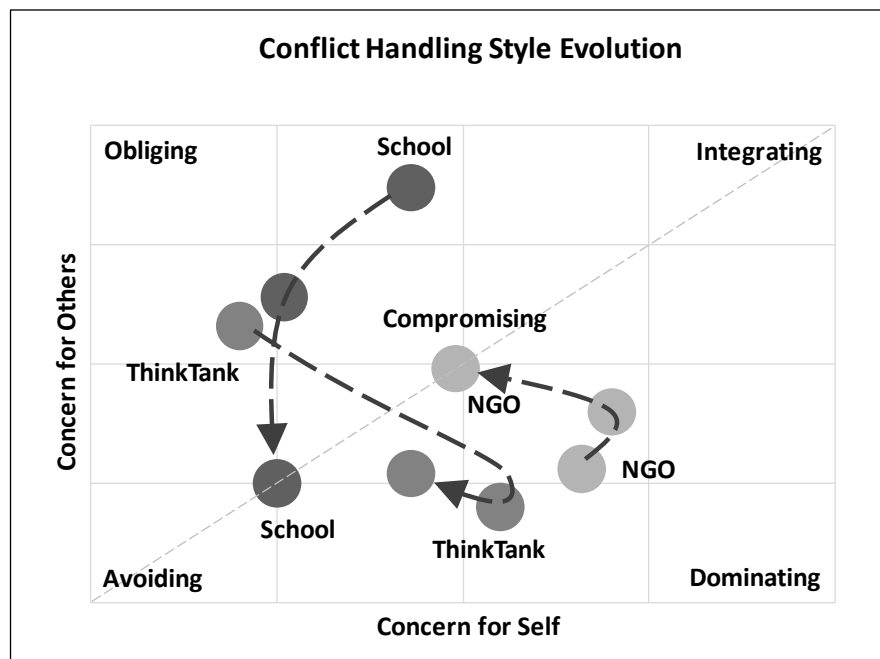 Conflict Handling Style Evolution
Obliging
School
Integrating
Concern for Others
Compromising
ThinkTank
NGO
NGO
School
ThinkTank
Avoiding
Dominating
Concern for Self